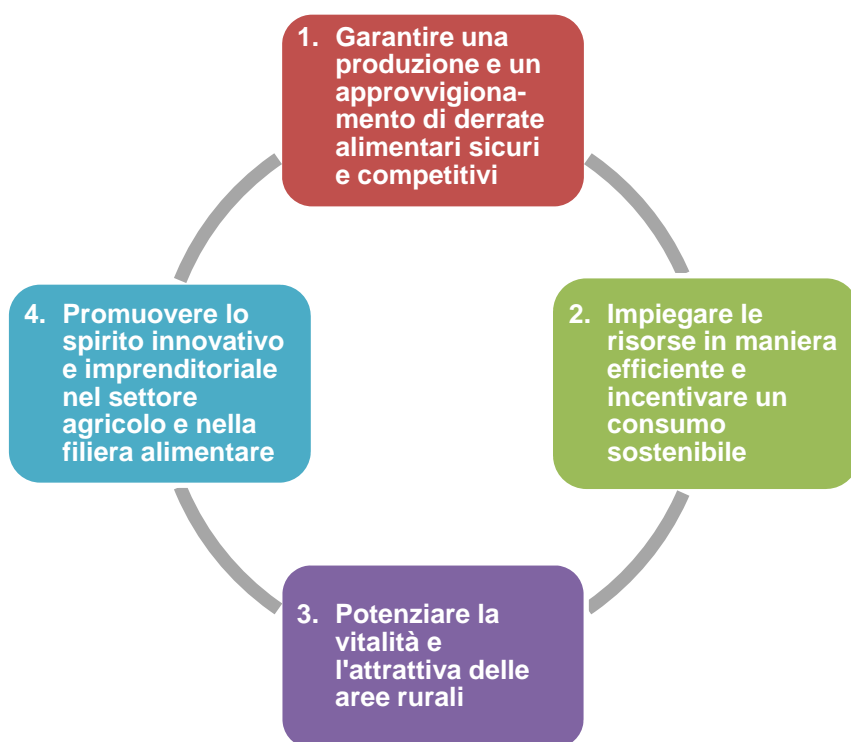 1. Garantire una
produzione e un
approvvigiona-
mento di derrate
alimentari sicuri
e competitivi
2. Impiegare le
risorse in maniera
efficiente e
incentivare un
consumo
sostenibile
3. Potenziare la
vitalità e
l'attrattiva delle
aree rurali
4. Promuovere lo
spirito innovativo
e imprenditoriale
nel settore
agricolo e nella
filiera alimentare